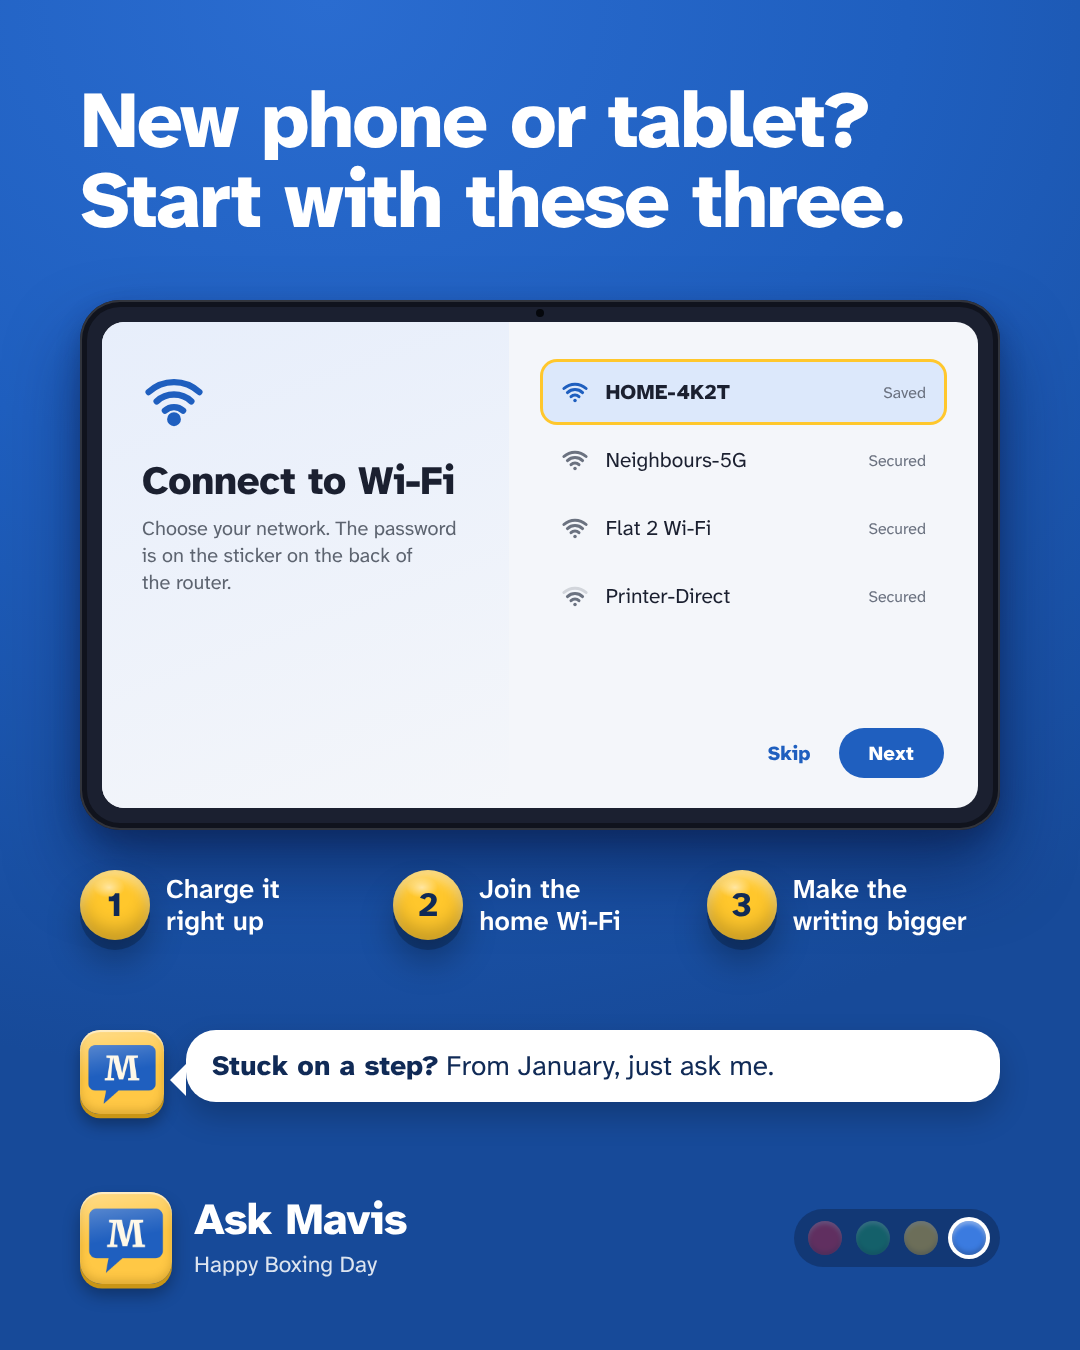 New phone or tablet?
Start with these three.
Connect to Wi-Fi
Choose your network. The password
is on the sticker on the back of
the router.
HOME-4K2T Saved
Neighbours-5G Secured
Flat 2 Wi-Fi Secured
Printer-Direct Secured
Skip Next
1 Charge it
right up
2 Join the
home Wi-Fi
3 Make the
writing bigger
M
Stuck on a step? From January, just ask me.
M
Ask Mavis
Happy Boxing Day